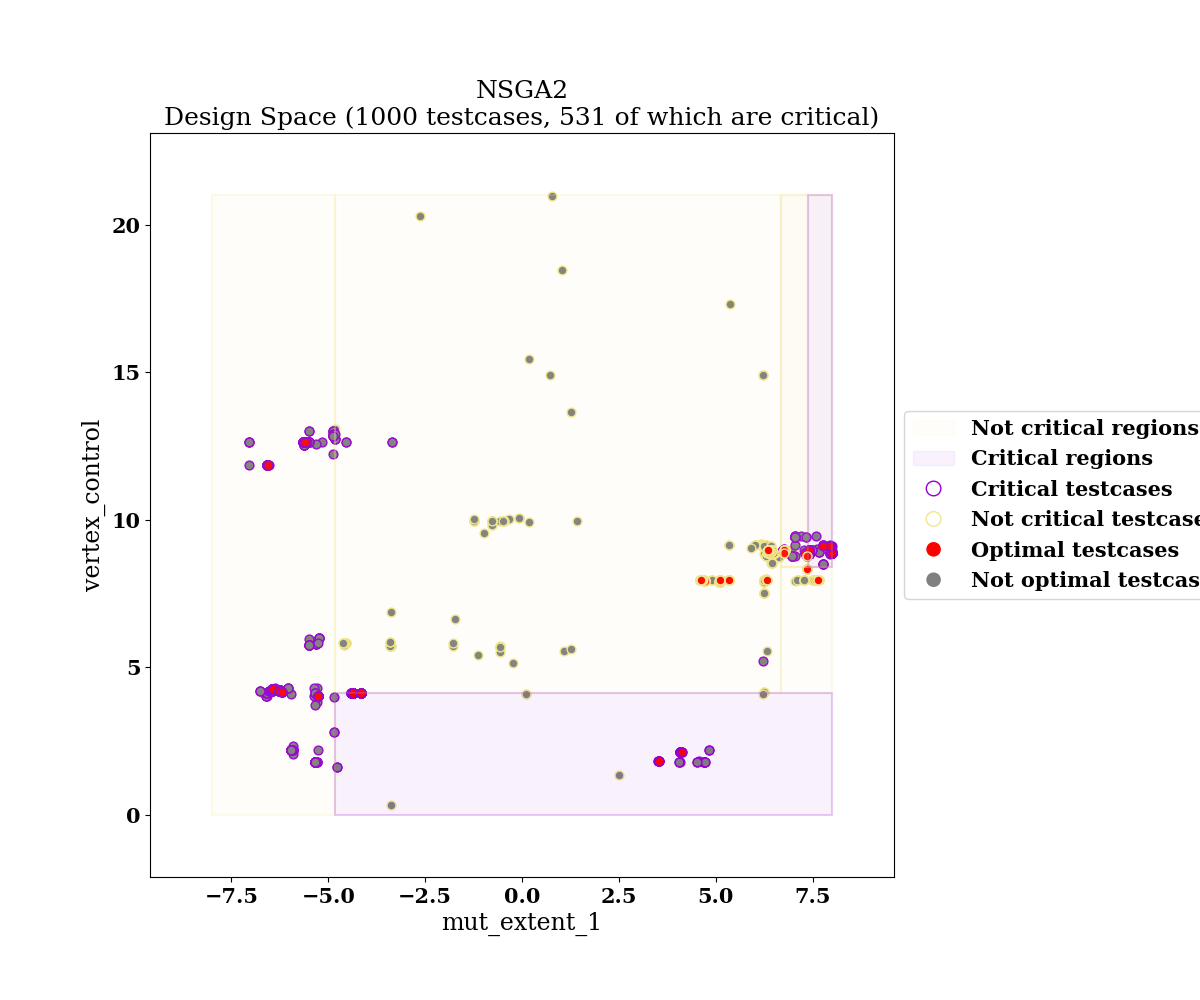 NSGA2
Design Space (1000 testcases, 531 of which are critical)
vertex_control
20
15
10
5
0
−7.5 −5.0 −2.5 0.0 2.5 5.0 7.5
mut_extent_1
Not critical regions
Critical regions
Critical testcases
Not critical testcase
Optimal testcases
Not optimal testcas